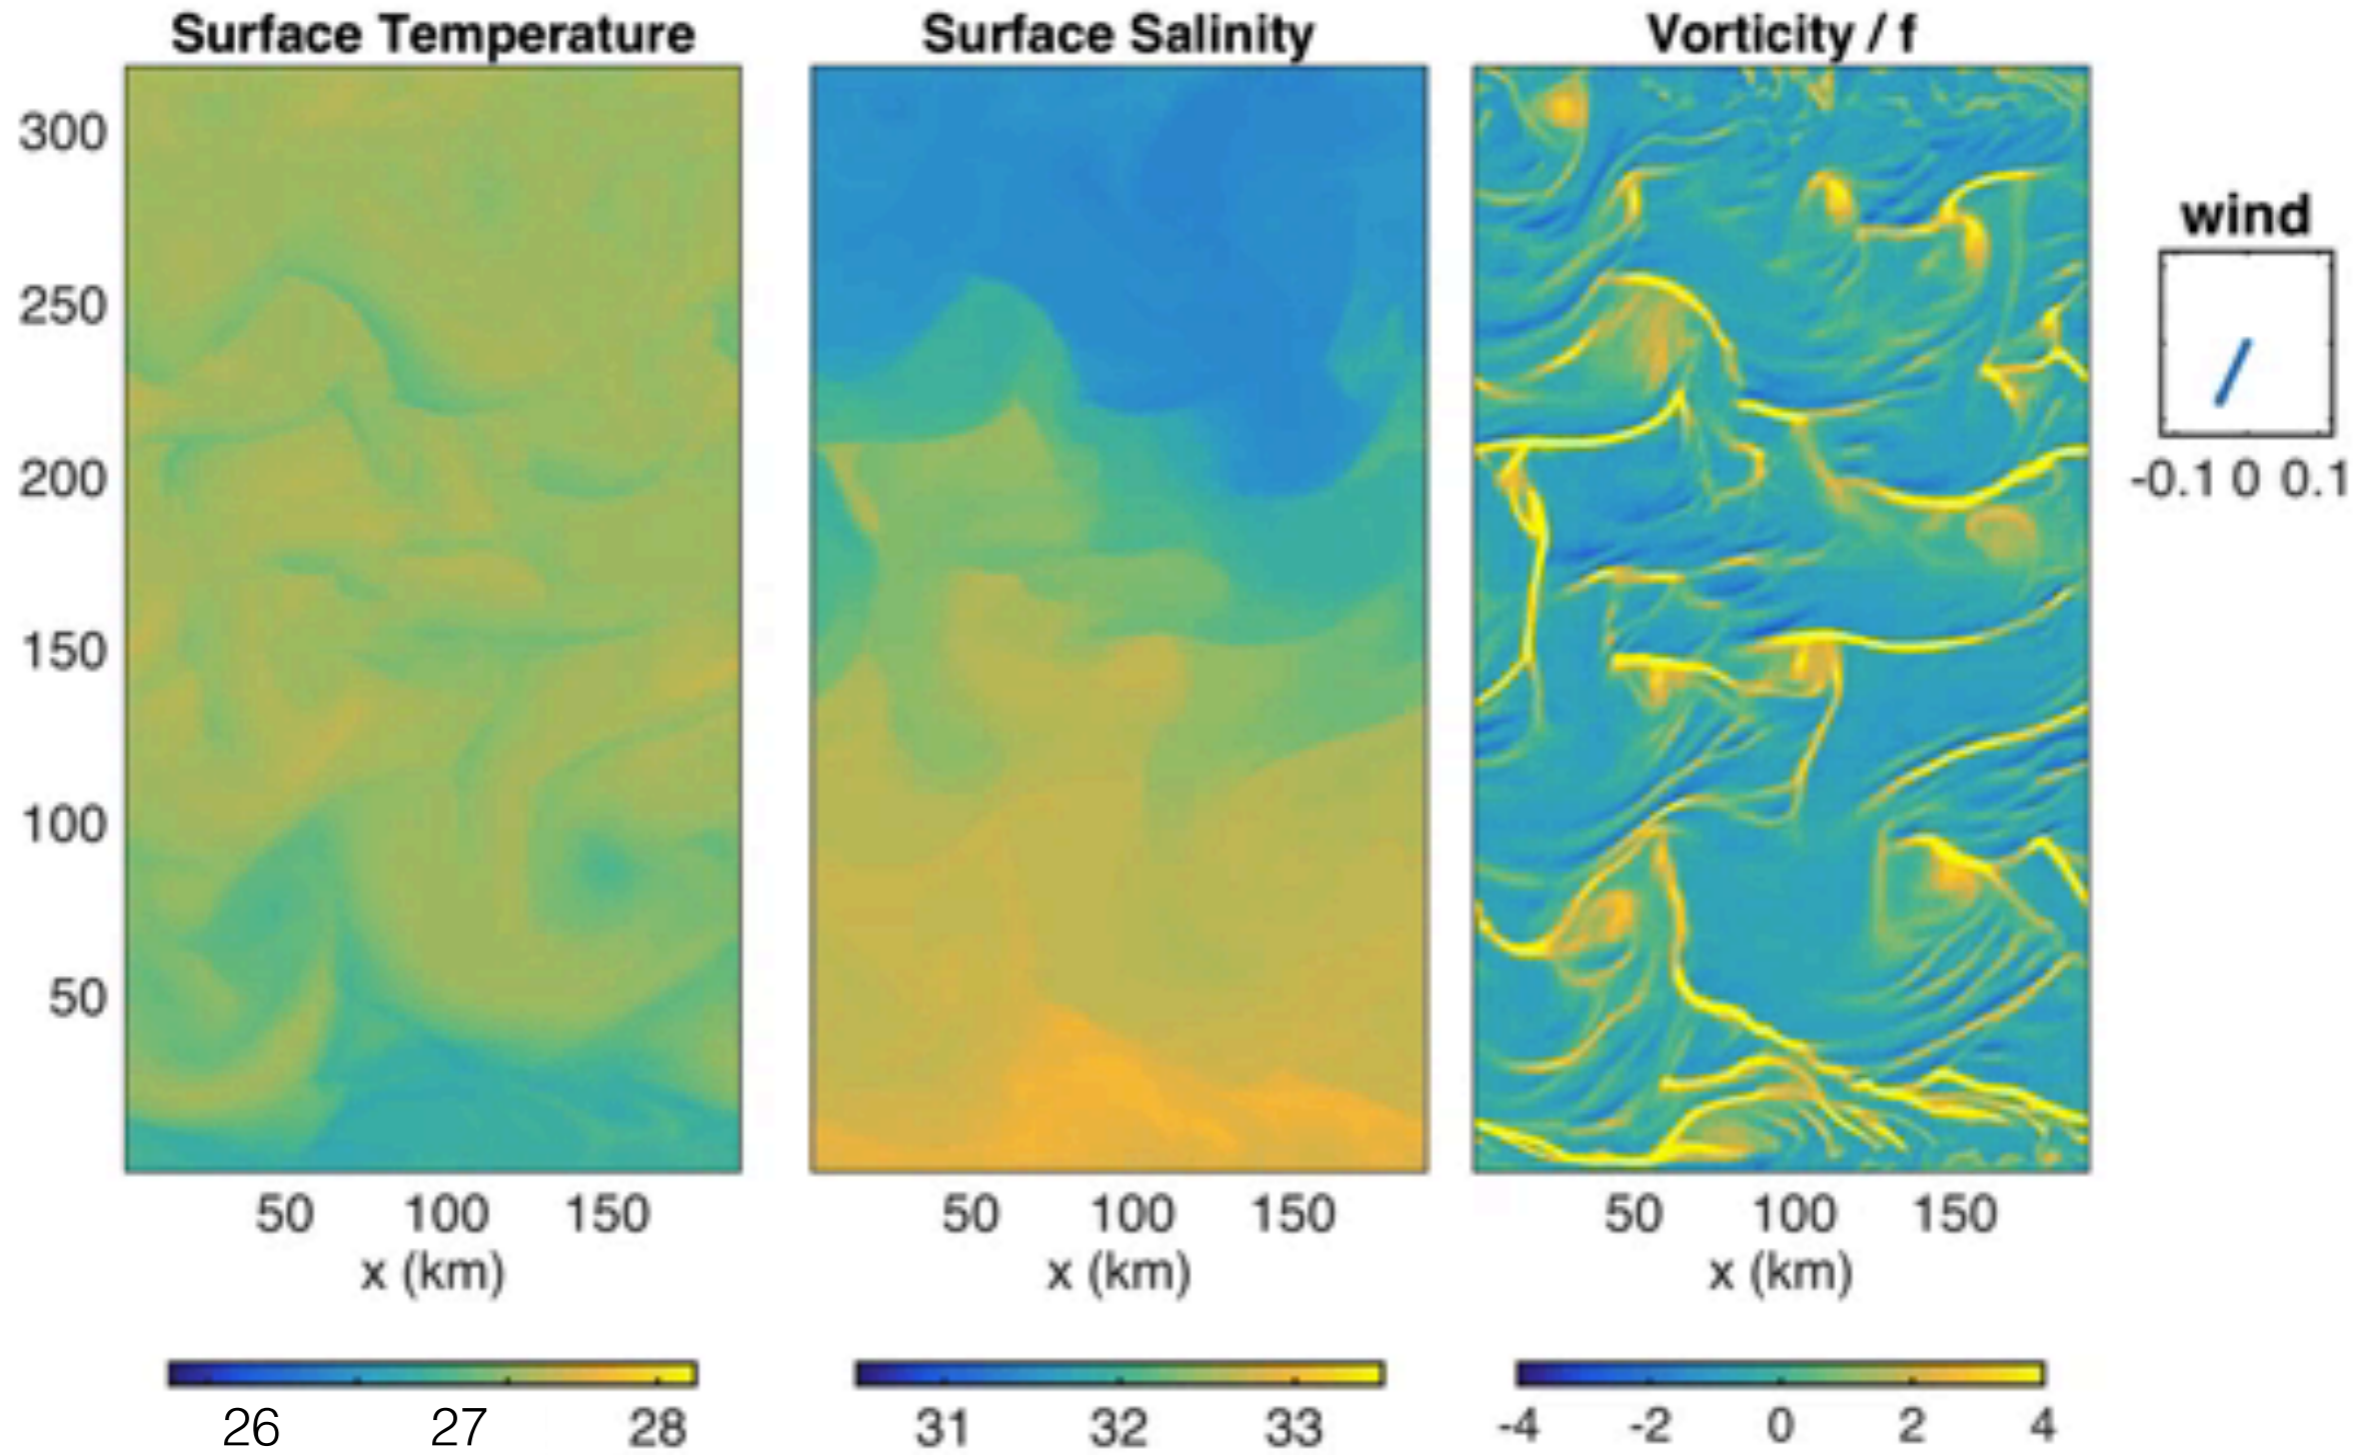 Surface Temperature Surface Salinity Vorticity / f
300
250
200
150
100
50
wind
-0.1 0 0.1
50 100 150 50 100 150 50 100 150
x (km) x (km) x (km)
26 27 28 31 32 33 -4 -2 0 2 4